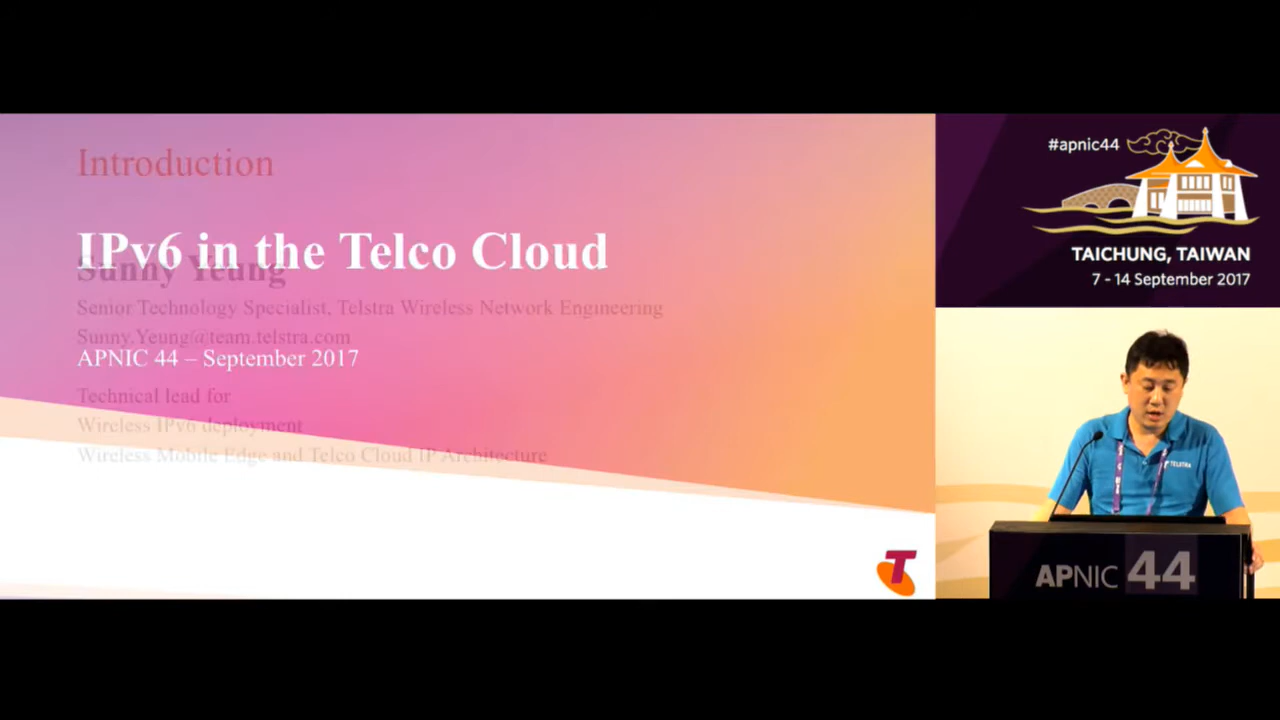 Introduction
IPv6 in the Telco Cloud
Sunny Yeung
Senior Technology Specialist, Telstra Wireless Network Engineering
Sunny.Yeung@team.telstra.com
APNIC 44 – September 2017
Technical lead for
Wireless IPv6 deployment
Wireless Mobile Edge and Telco Cloud IP Architecture
T
#apnic44
TAICHUNG, TAIWAN
7 - 14 September 2017
TELSTRA
APNIC 44